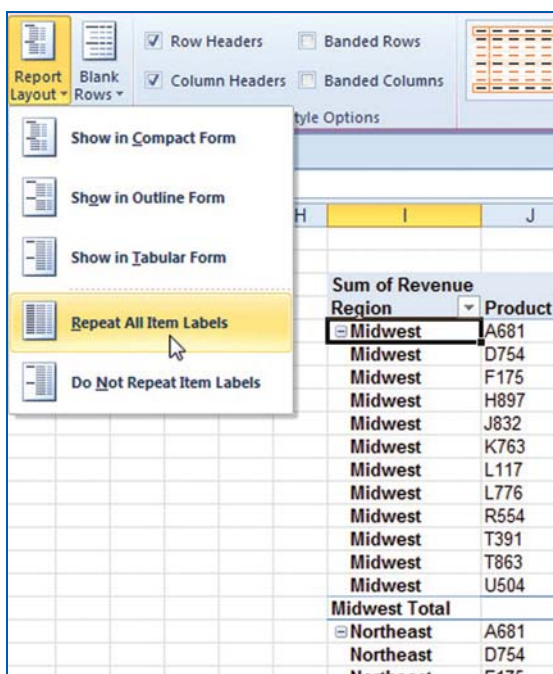 Report Layout
Blank Rows
Row Headers
Banded Rows
Column Headers
Banded Columns
tyle Options
Show in Compact Form
Show in Outline Form
Show in Tabular Form
Repeat All Item Labels
Do Not Repeat Item Labels
H I J
Sum of Revenue
Region Product
Midwest A681
Midwest D754
Midwest F175
Midwest H897
Midwest J832
Midwest K763
Midwest L117
Midwest L776
Midwest R554
Midwest T391
Midwest T863
Midwest U504
Midwest Total
Northeast A681
Northeast D754